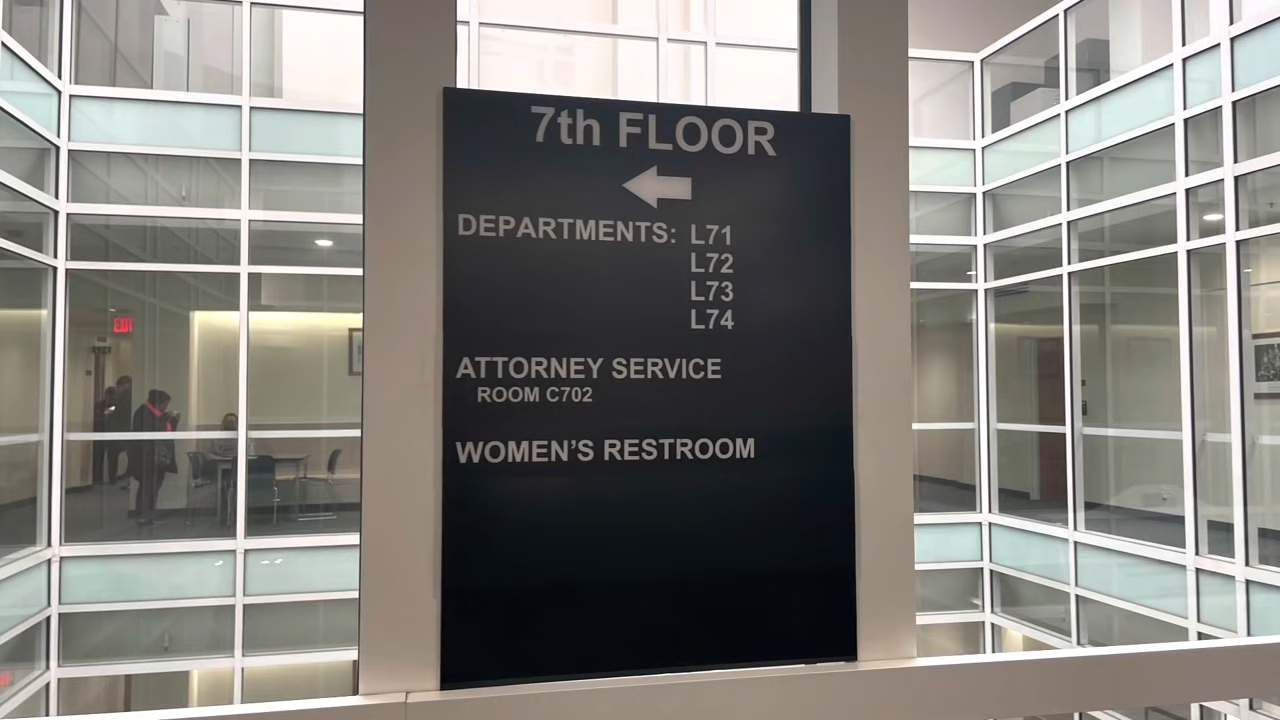 7th FLOOR
DEPARTMENTS: L71
L72
L73
L74
ATTORNEY SERVICE
ROOM C702
WOMEN'S RESTROOM
EXIT